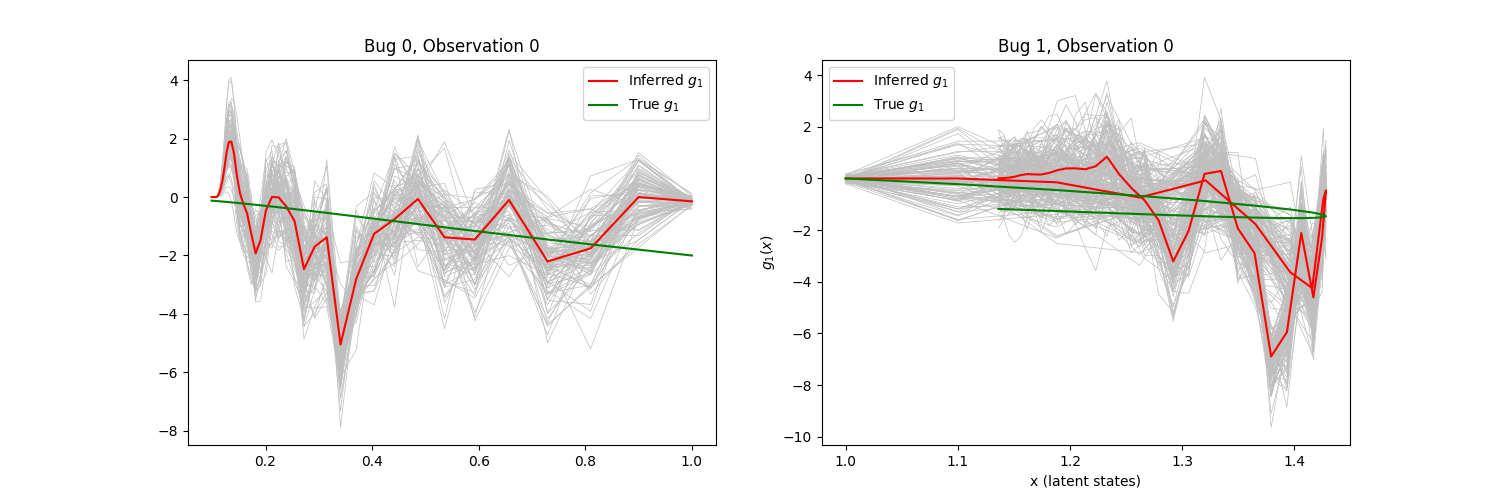 Bug 0, Observation 0
Inferred g₁
True g₁
4
2
0
−2
−4
−6
−8
0.2 0.4 0.6 0.8 1.0
Bug 1, Observation 0
Inferred g₁
True g₁
g₁(x)
4
2
0
−2
−4
−6
−8
−10
1.0 1.1 1.2 1.3 1.4
x (latent states)